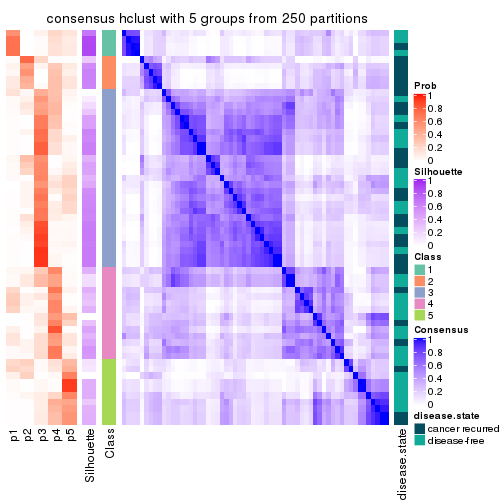 consensus hclust with 5 groups from 250 partitions
Prob
1
0.8
0.6
0.4
0.2
0
Silhouette
1
0.8
0.6
0.4
0.2
0
Class
1
2
3
4
5
Consensus
1
0.8
0.6
0.4
0.2
0
disease.state
cancer recurred
disease-free
p1
p2
p3
p4
p5
Silhouette
Class
disease.state